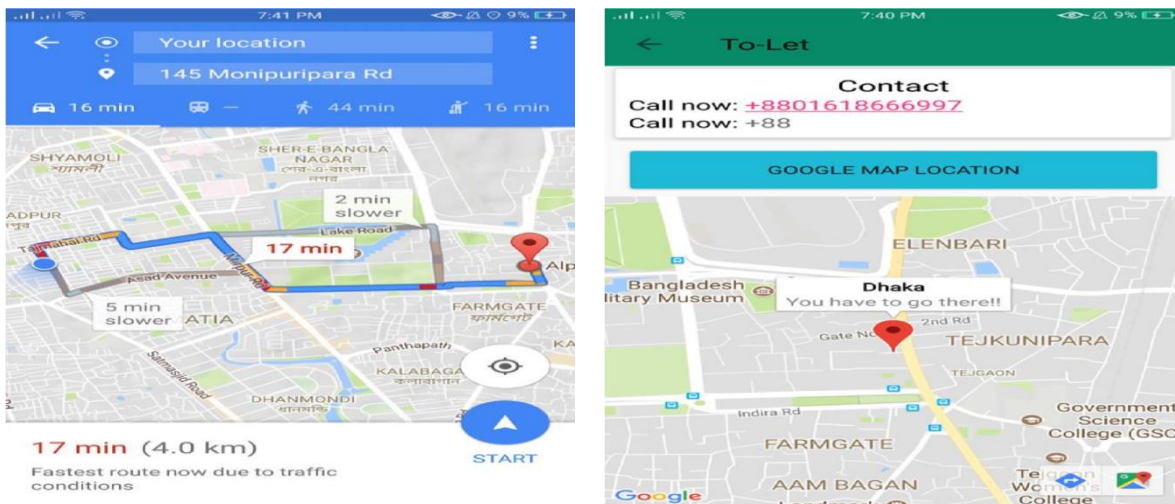 7:41 PM
9%
Your location
145 Monipuripara Rd
16 min
—
44 min
16 min
SHYAMOLI
শ্যামলী
SHER-E-BANGLA
NAGAR
শের-এ-বাংলা
নগর
2 min
slower
Lake Road
17 min
Asad Avenue
5 min
slower
FARMGATE
ফার্মগেট
Panthapath
Satmasjid Road
DHANMONDI
ধানমন্ডি
17 min (4.0 km)
Fastest route now due to traffic
conditions
START
7:40 PM
9%
To-Let
Contact
Call now: +8801618666997
Call now: +88
GOOGLE MAP LOCATION
ELENBARI
Bangladesh
litary Museum
Dhaka
You have to go there!!
2nd Rd
TEJKUNIPARA
TEJGAON
Indira Rd
Government
Science
College (GSC
FARMGATE
AAM BAGAN
College
Google